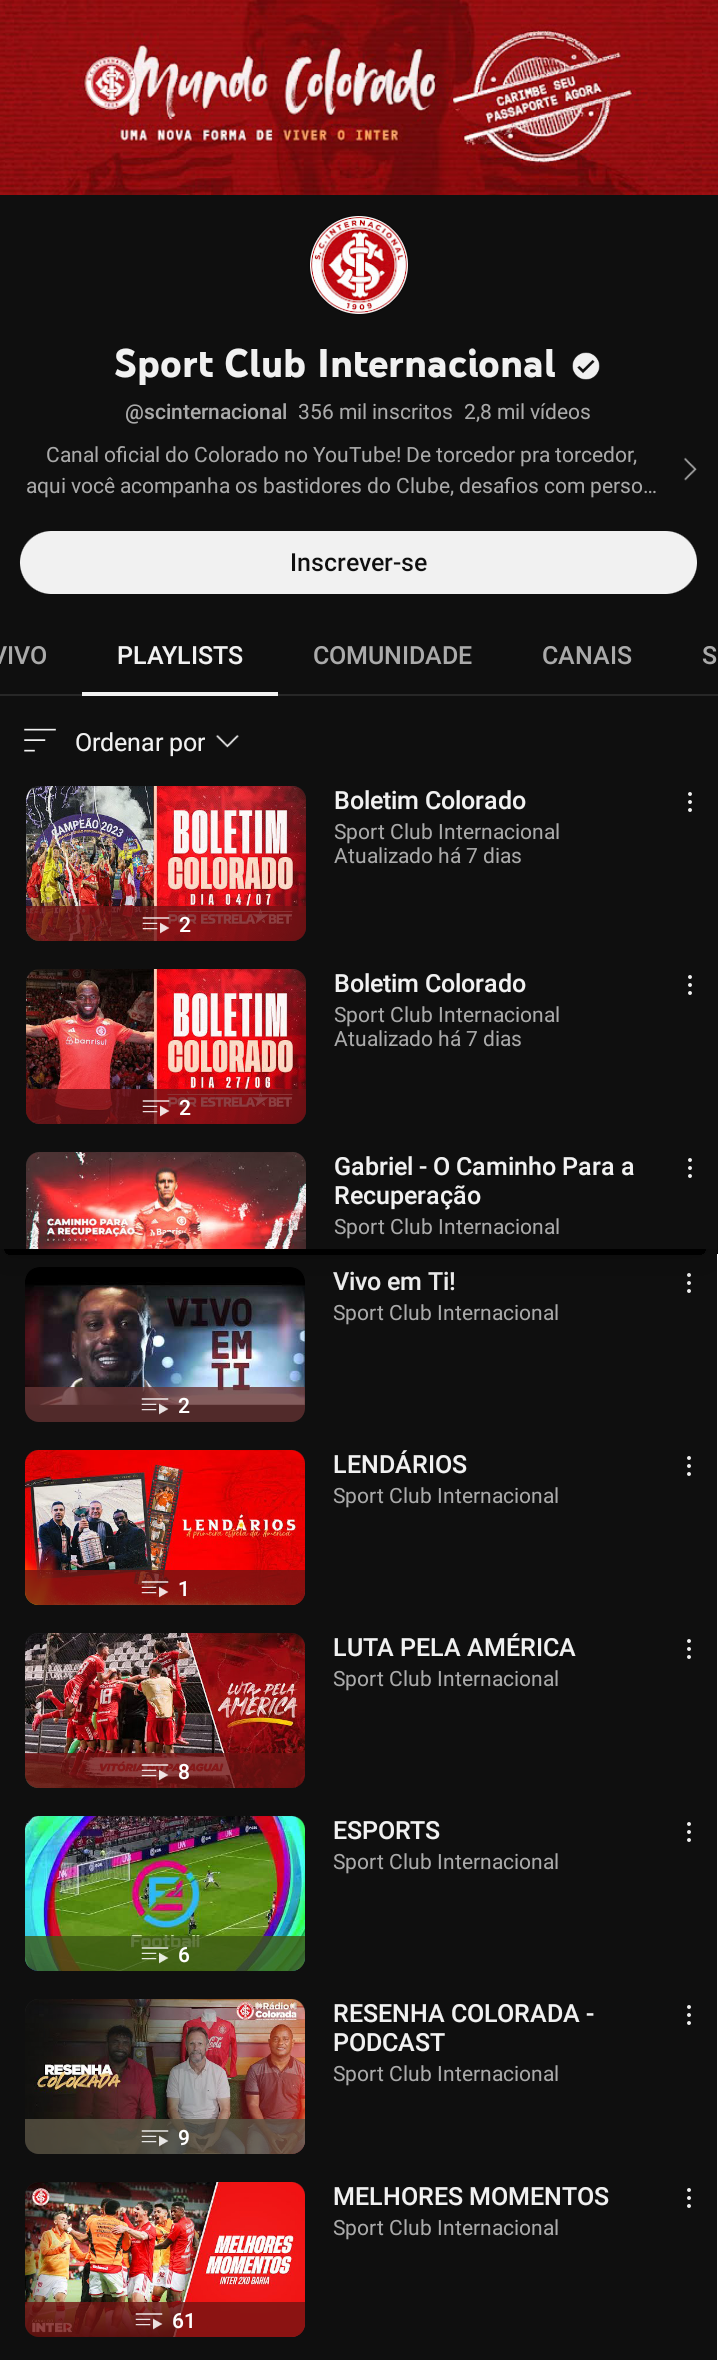 Mundo Colorado
UMA NOVA FORMA DE VIVER O INTER
CARIMBE SEU
PASSAPORTE AGORA
S.C. INTERNACIONAL
1909
Sport Club Internacional
@scinternacional 356 mil inscritos 2,8 mil vídeos
Canal oficial do Colorado no YouTube! De torcedor pra torcedor,
aqui você acompanha os bastidores do Clube, desafios com perso...
Inscrever-se
VIVO PLAYLISTS COMUNIDADE CANAIS S
Ordenar por
CAMPEÃO 2023
BOLETIM
COLORADO
DIA 04/07
POR ESTRELA BET
2
Boletim Colorado
Sport Club Internacional
Atualizado há 7 dias
banrisul
BOLETIM
COLORADO
DIA 27/06
POR ESTRELA BET
2
Boletim Colorado
Sport Club Internacional
Atualizado há 7 dias
CAMINHO PARA
A RECUPERAÇÃO
Gabriel - O Caminho Para a
Recuperação
Sport Club Internacional
VIVO
EM
TI
2
Vivo em Ti!
Sport Club Internacional
LENDÁRIOS
A primeira estrela da América
1
LENDÁRIOS
Sport Club Internacional
18
LUTA PELA
AMÉRICA
8
LUTA PELA AMÉRICA
Sport Club Internacional
Football
6
ESPORTS
Sport Club Internacional
Rádio
Colorada
RESENHA
COLORADA
9
RESENHA COLORADA -
PODCAST
Sport Club Internacional
MELHORES
MOMENTOS
INTER 2X0 BAHIA
INTER
61
MELHORES MOMENTOS
Sport Club Internacional